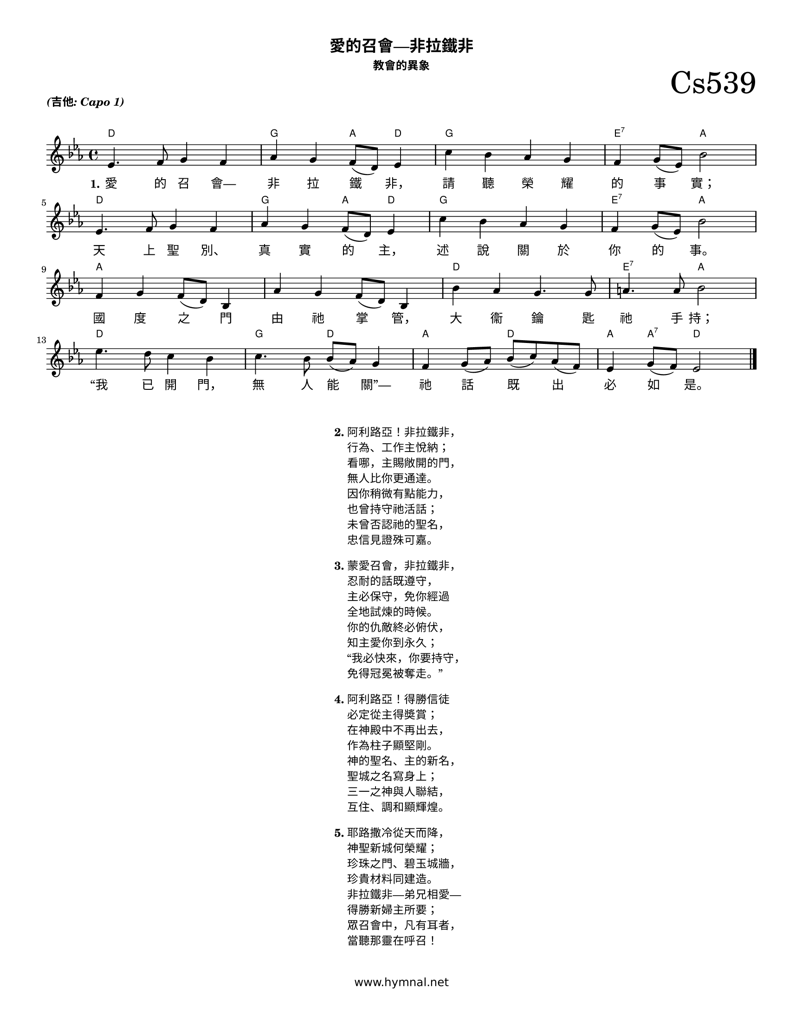 愛的召會—非拉鐵非
教會的異象
Cs539
(吉他: Capo 1)
D G A D G E7 A
1. 愛 的 召 會— 非 拉 鐵 非， 請 聽 榮 耀 的 事 實；
5
D G A D G E7 A
天 上 聖 別、 真 實 的 主， 述 說 關 於 你 的 事。
9
A D E7 A
國 度 之 門 由 祂 掌 管， 大 衞 鑰 匙 祂 手 持；
13
D G D A D A A7 D
“我 已 開 門， 無 人 能 關”— 祂 話 既 出 必 如 是。
2. 阿利路亞！非拉鐵非，
行為、工作主悅納；
看哪，主賜敞開的門，
無人比你更通達。
因你稍微有點能力，
也曾持守祂活話；
未曾否認祂的聖名，
忠信見證殊可嘉。
3. 蒙愛召會，非拉鐵非，
忍耐的話既遵守，
主必保守，免你經過
全地試煉的時候。
你的仇敵終必俯伏，
知主愛你到永久；
“我必快來，你要持守，
免得冠冕被奪走。”
4. 阿利路亞！得勝信徒
必定從主得獎賞；
在神殿中不再出去，
作為柱子顯堅剛。
神的聖名、主的新名，
聖城之名寫身上；
三一之神與人聯結，
互住、調和顯輝煌。
5. 耶路撒冷從天而降，
神聖新城何榮耀；
珍珠之門、碧玉城牆，
珍貴材料同建造。
非拉鐵非—弟兄相愛—
得勝新婦主所要；
眾召會中，凡有耳者，
當聽那靈在呼召！
www.hymnal.net